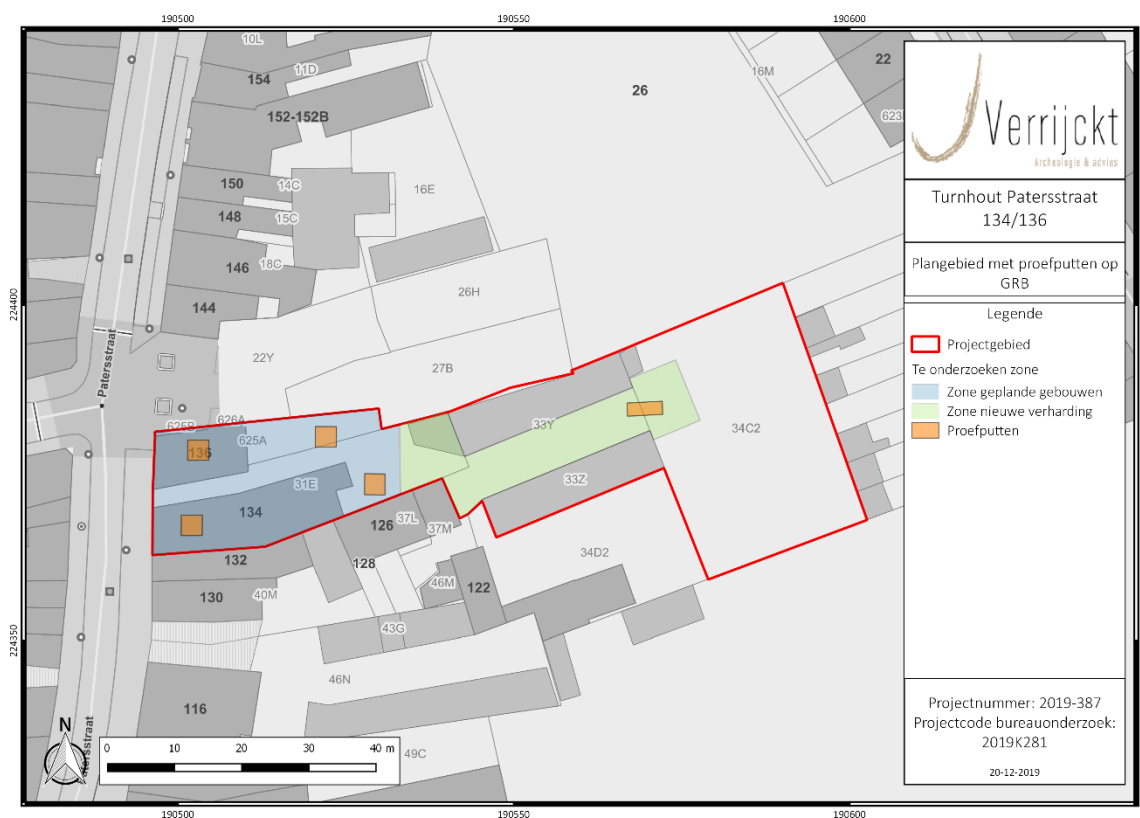 190500
190550
190600
10L
11D
154
152-152B
16M
22
26
150
14C
16E
148
15C
146
18C
144
26H
22Y
27B
224400
Patersstraat
626A
625B
625A
136
33Y
34C2
31E
134
33Z
126
37L
37M
132
128
34D2
130
40M
46M
122
43G
224350
46N
116
49C
N
0 10 20 30 40 m
190500
190550
190600
Verrijckt
Archeologie & advies
Turnhout Patersstraat
134/136
Plangebied met proefputten op
GRB
Legende
Projectgebied
Te onderzoeken zone
Zone geplande gebouwen
Zone nieuwe verharding
Proefputten
Projectnummer: 2019-387
Projectcode bureauonderzoek:
2019K281
20-12-2019